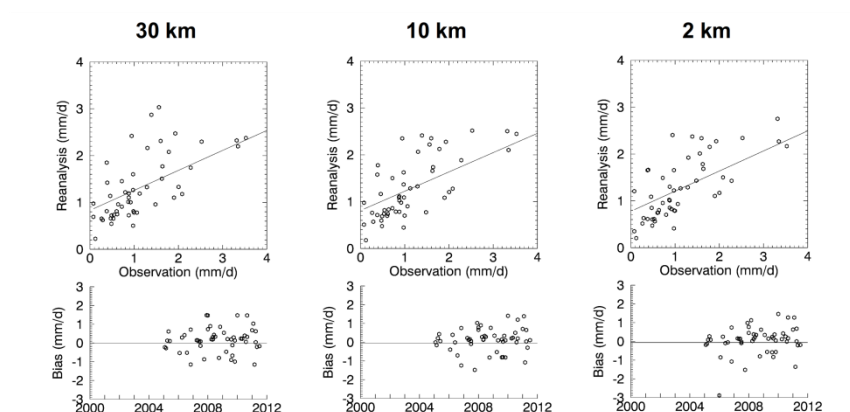 30 km 10 km 2 km
4 4 4
3 3 3
2 2 2
1 1 1
0 0 0
Reanalysis (mm/d) Reanalysis (mm/d) Reanalysis (mm/d)
0 1 2 3 4 0 1 2 3 4 0 1 2 3 4
Observation (mm/d) Observation (mm/d) Observation (mm/d)
3 3 3
2 2 2
1 1 1
0 0 0
-1 -1 -1
-2 -2 -2
-3 -3 -3
Bias (mm/d) Bias (mm/d) Bias (mm/d)
2000 2004 2008 2012 2000 2004 2008 2012 2000 2004 2008 2012